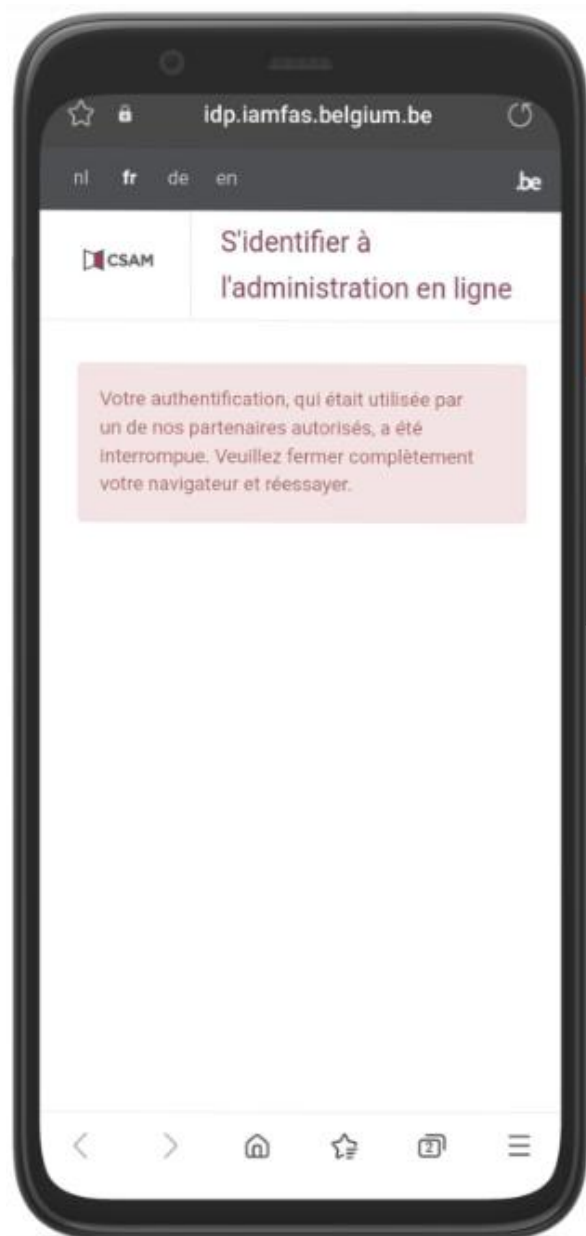 idp.iamfas.belgium.be
nl fr de en .be
CSAM
S'identifier à
l'administration en ligne
Votre authentification, qui était utilisée par
un de nos partenaires autorisés, a été
interrompue. Veuillez fermer complètement
votre navigateur et réessayer.
2